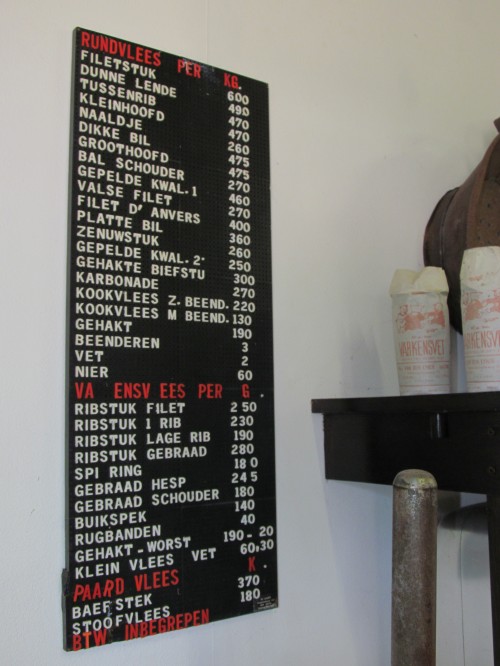 RUNDVLEES PER KG.
FILETSTUK 600
DUNNE LENDE 490
TUSSENRIB 470
KLEINHOOFD 470
NAALDJE 260
DIKKE BIL 475
GROOTHOOFD 475
BAL SCHOUDER 270
GEPELDE KWAL.1 460
VALSE FILET 270
FILET D' ANVERS 400
PLATTE BIL 360
ZENUWSTUK 260
GEPELDE KWAL.2 250
GEHAKTE BIEFSTU 300
KARBONADE 270
KOOKVLEES Z.BEEND. 220
KOOKVLEES M BEEND. 130
GEHAKT 190
BEENDEREN 3
VET 2
NIER 60
VA ENSV EES PER G.
RIBSTUK FILET 2 50
RIBSTUK 1 RIB 230
RIBSTUK LAGE RIB 190
RIBSTUK GEBRAAD 280
SPI RING 18 0
GEBRAAD HESP 24 5
GEBRAAD SCHOUDER 180
BUIKSPEK 140
RUGBANDEN 40
GEHAKT-WORST 190-20
KLEIN VLEES VET 60:30
PAARD VLEES K.
BAEFSTEK 370
STOOFVLEES 180
BTW INBEGREPEN
VARKENSVET
VARKENSVET